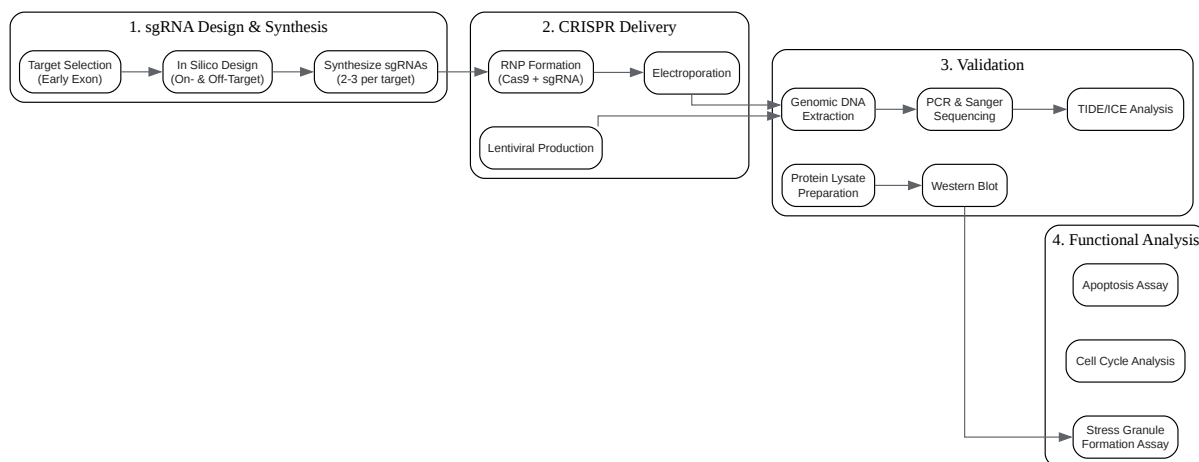 1. sgRNA Design & Synthesis
Target Selection
(Early Exon)
In Silico Design
(On- & Off-Target)
Synthesize sgRNAs
(2-3 per target)
2. CRISPR Delivery
RNP Formation
(Cas9 + sgRNA)
Electroporation
Lentiviral Production
3. Validation
Genomic DNA
Extraction
PCR & Sanger
Sequencing
TIDE/ICE Analysis
Protein Lysate
Preparation
Western Blot
4. Functional Analysis
Apoptosis Assay
Cell Cycle Analysis
Stress Granule
Formation Assay